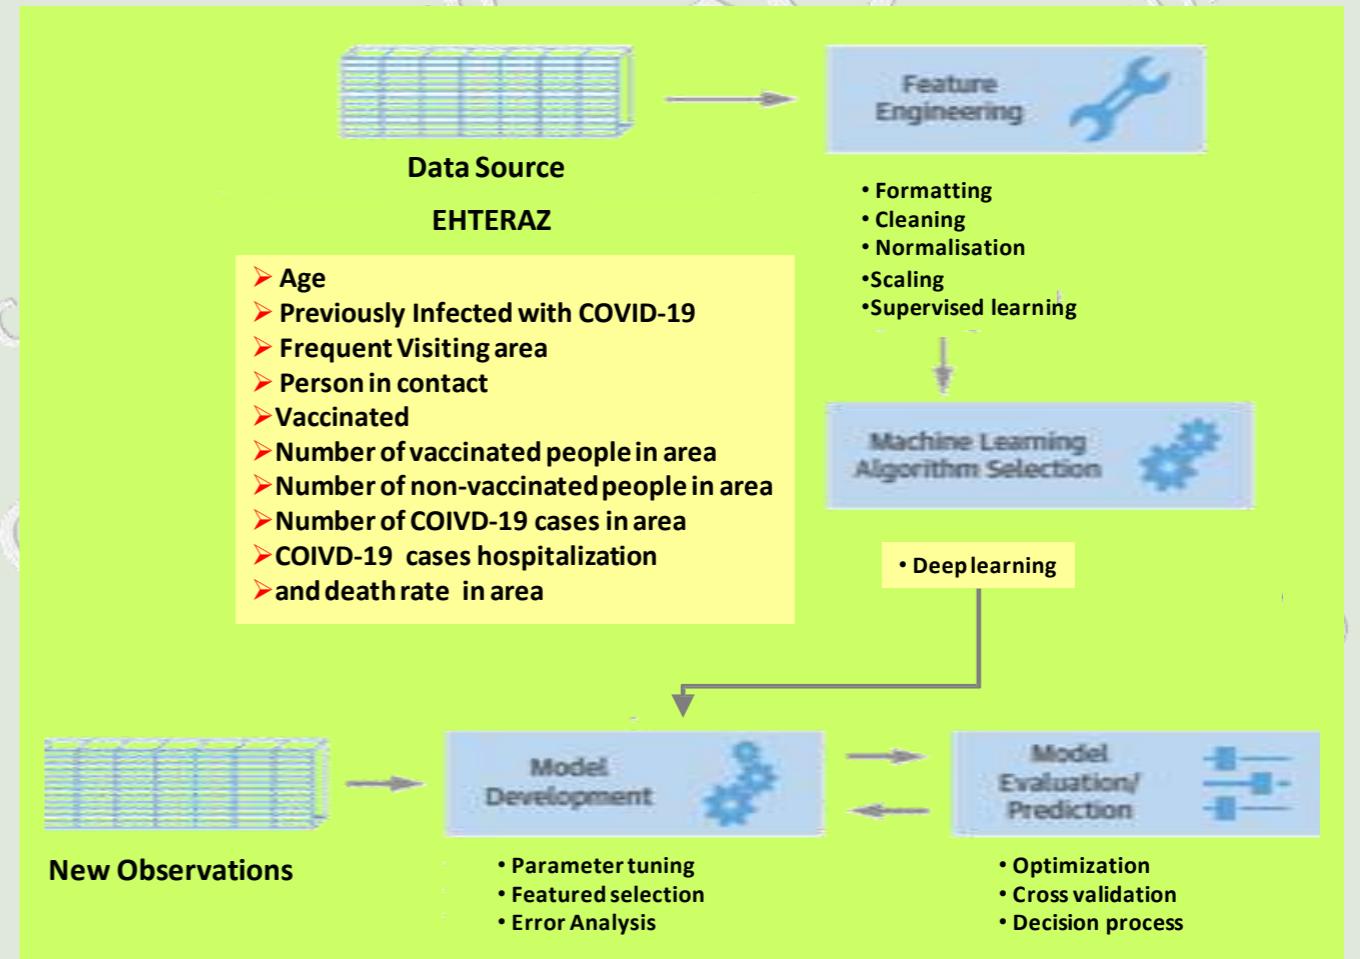 Data Source
EHTERAZ
➢ Age
➢ Previously Infected with COVID-19
➢ Frequent Visiting area
➢ Person in contact
➢ Vaccinated
➢ Number of vaccinated people in area
➢ Number of non-vaccinated people in area
➢ Number of COIVD-19 cases in area
➢ COIVD-19 cases hospitalization
➢ and death rate in area
Feature
Engineering
• Formatting
• Cleaning
• Normalisation
•Scaling
•Supervised learning
Machine Learning
Algorithm Selection
• Deep learning
New Observations
Model
Development
• Parameter tuning
• Featured selection
• Error Analysis
Model
Evaluation/
Prediction
• Optimization
• Cross validation
• Decision process